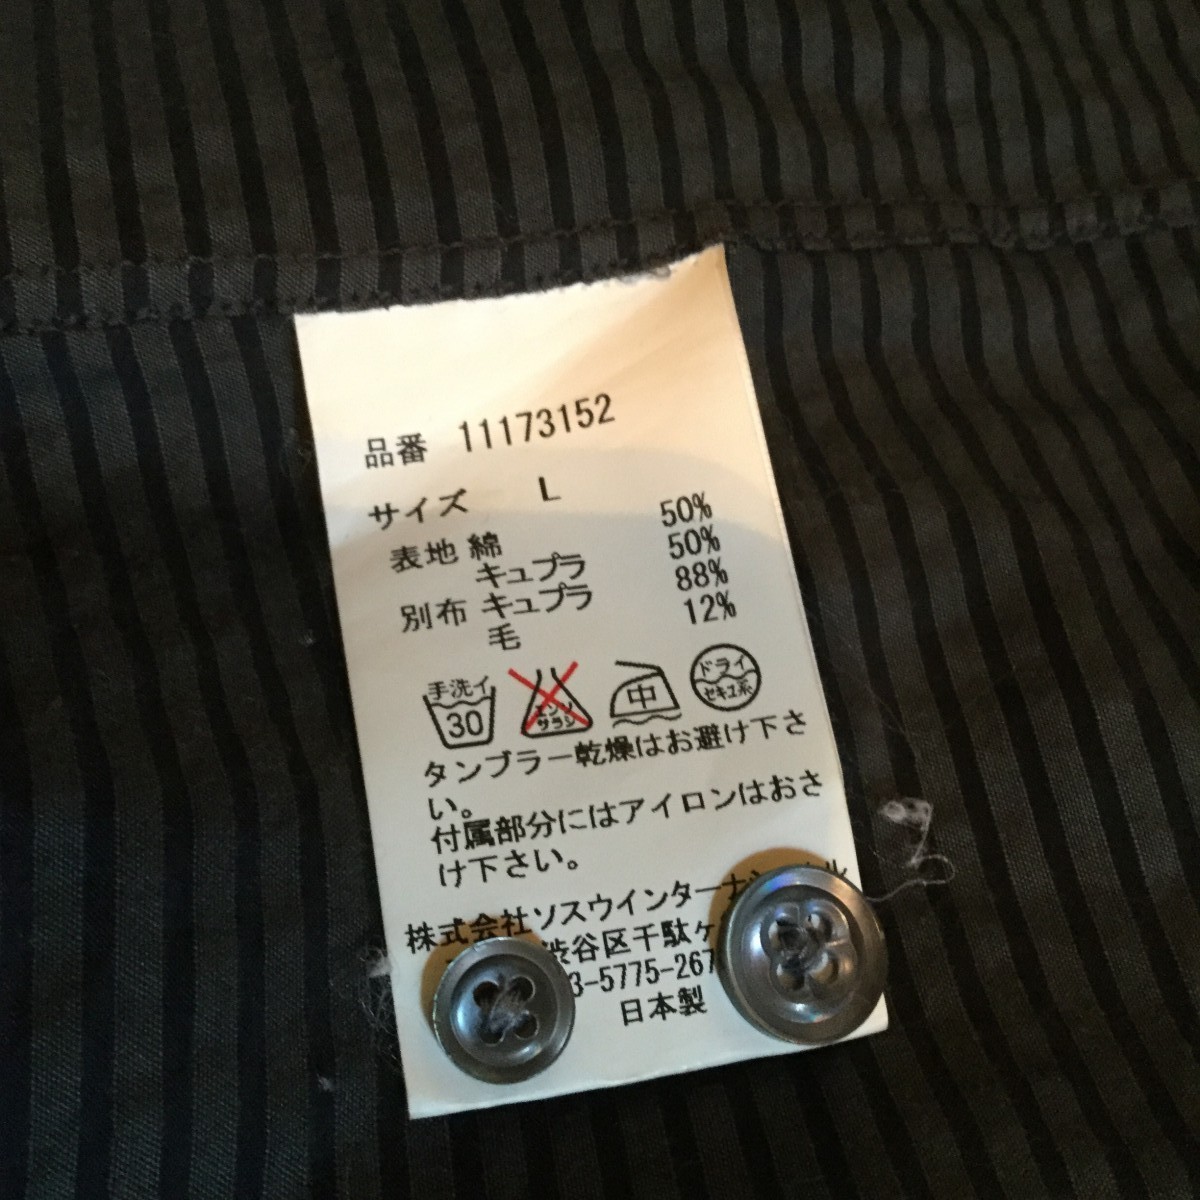 品番 11173152
サイズ L
表地 綿 50%
キュプラ 50%
別布 キュプラ 88%
毛 12%
手洗イ 30
エンソ サラシ
中
ドライ セキユ系
タンブラー乾燥はお避け下さ
い。
付属部分にはアイロンはおさ
け下さい。
株式会社ソスウインターナショナル
渋谷区千駄ヶ
3-5775-267
日本製